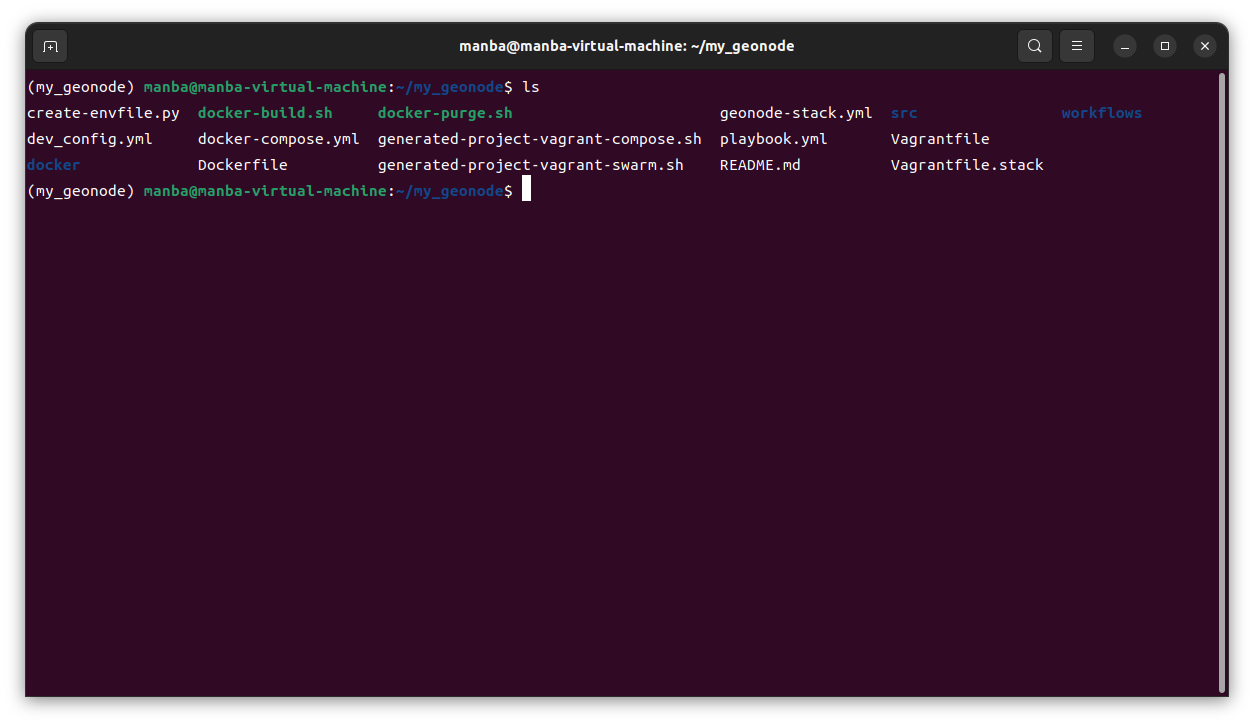 manba@manba-virtual-machine: ~/my_geonode
(my_geonode) manba@manba-virtual-machine:~/my_geonode$ ls
create-envfile.py  docker-build.sh     docker-purge.sh                       geonode-stack.yml  src                workflows
dev_config.yml     docker-compose.yml  generated-project-vagrant-compose.sh  playbook.yml       Vagrantfile
docker             Dockerfile          generated-project-vagrant-swarm.sh    README.md          Vagrantfile.stack
(my_geonode) manba@manba-virtual-machine:~/my_geonode$